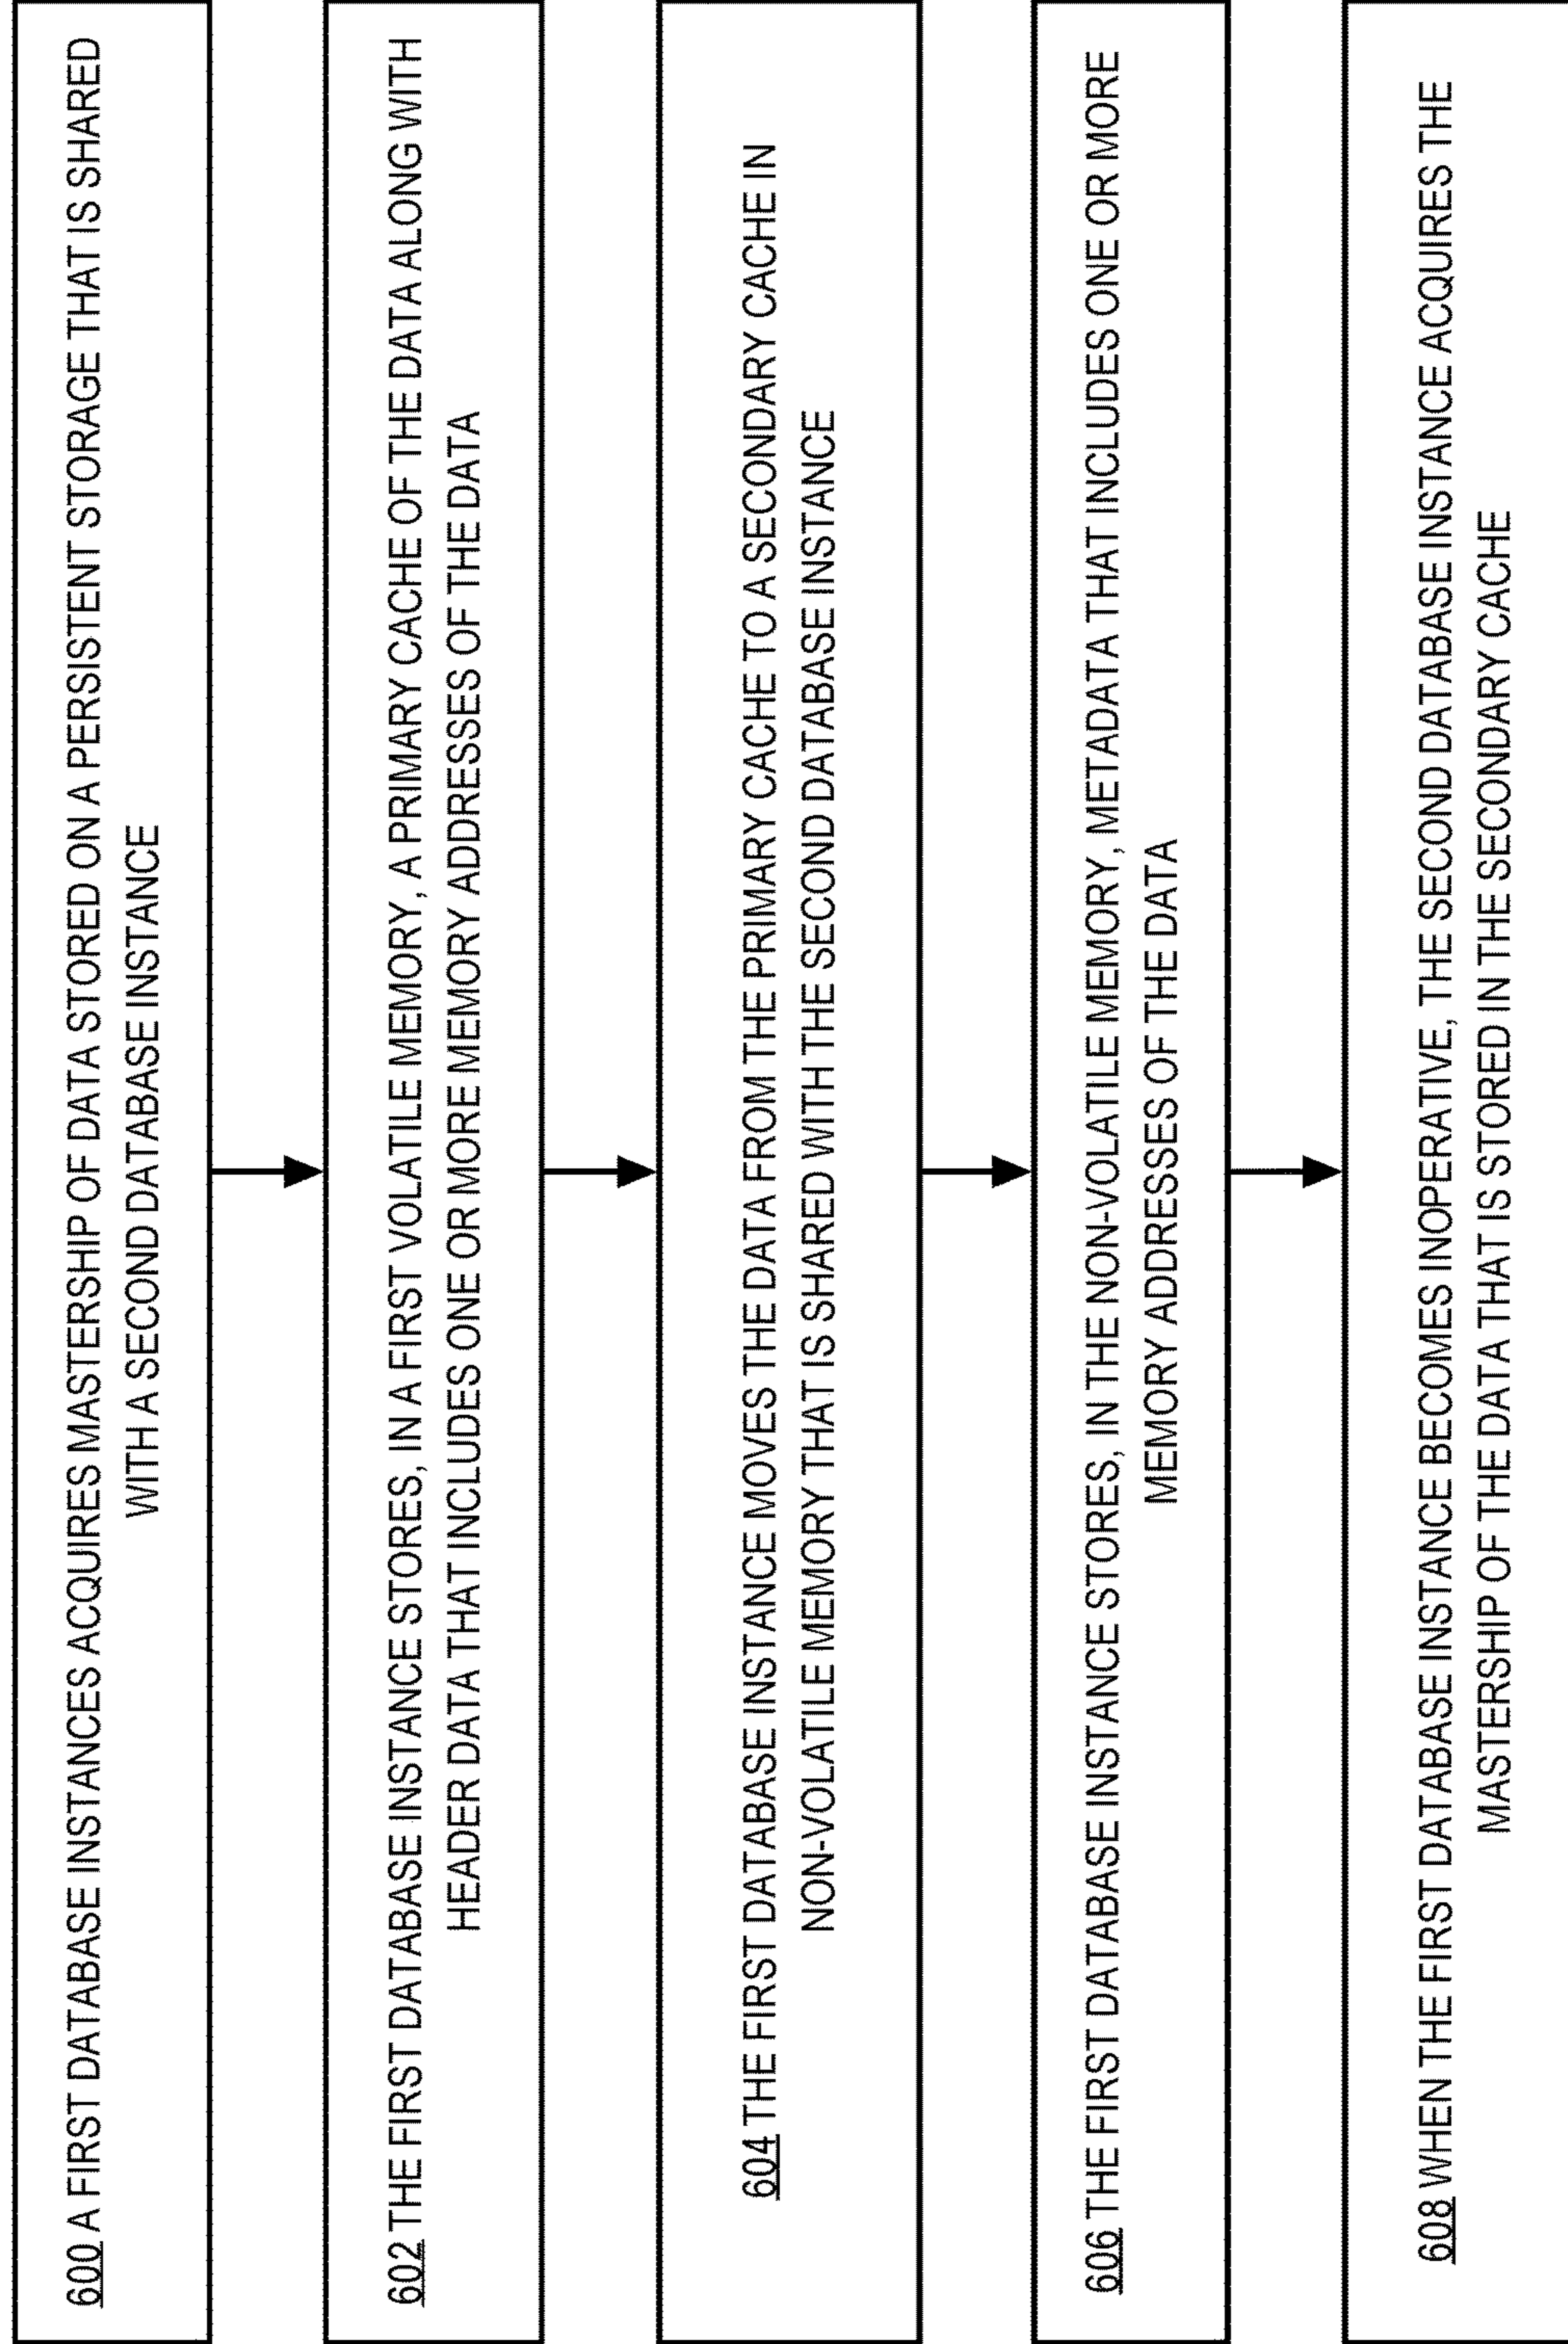 600 A FIRST DATABASE INSTANCES ACQUIRES MASTERSHIP OF DATA STORED ON A PERSISTENT STORAGE THAT IS SHARED
WITH A SECOND DATABASE INSTANCE
602 THE FIRST DATABASE INSTANCE STORES, IN A FIRST VOLATILE MEMORY, A PRIMARY CACHE OF THE DATA ALONG WITH
HEADER DATA THAT INCLUDES ONE OR MORE MEMORY ADDRESSES OF THE DATA
604 THE FIRST DATABASE INSTANCE MOVES THE DATA FROM THE PRIMARY CACHE TO A SECONDARY CACHE IN
NON-VOLATILE MEMORY THAT IS SHARED WITH THE SECOND DATABASE INSTANCE
606 THE FIRST DATABASE INSTANCE STORES, IN THE NON-VOLATILE MEMORY, METADATA THAT INCLUDES ONE OR MORE
MEMORY ADDRESSES OF THE DATA
608 WHEN THE FIRST DATABASE INSTANCE BECOMES INOPERATIVE, THE SECOND DATABASE INSTANCE ACQUIRES THE
MASTERSHIP OF THE DATA THAT IS STORED IN THE SECONDARY CACHE